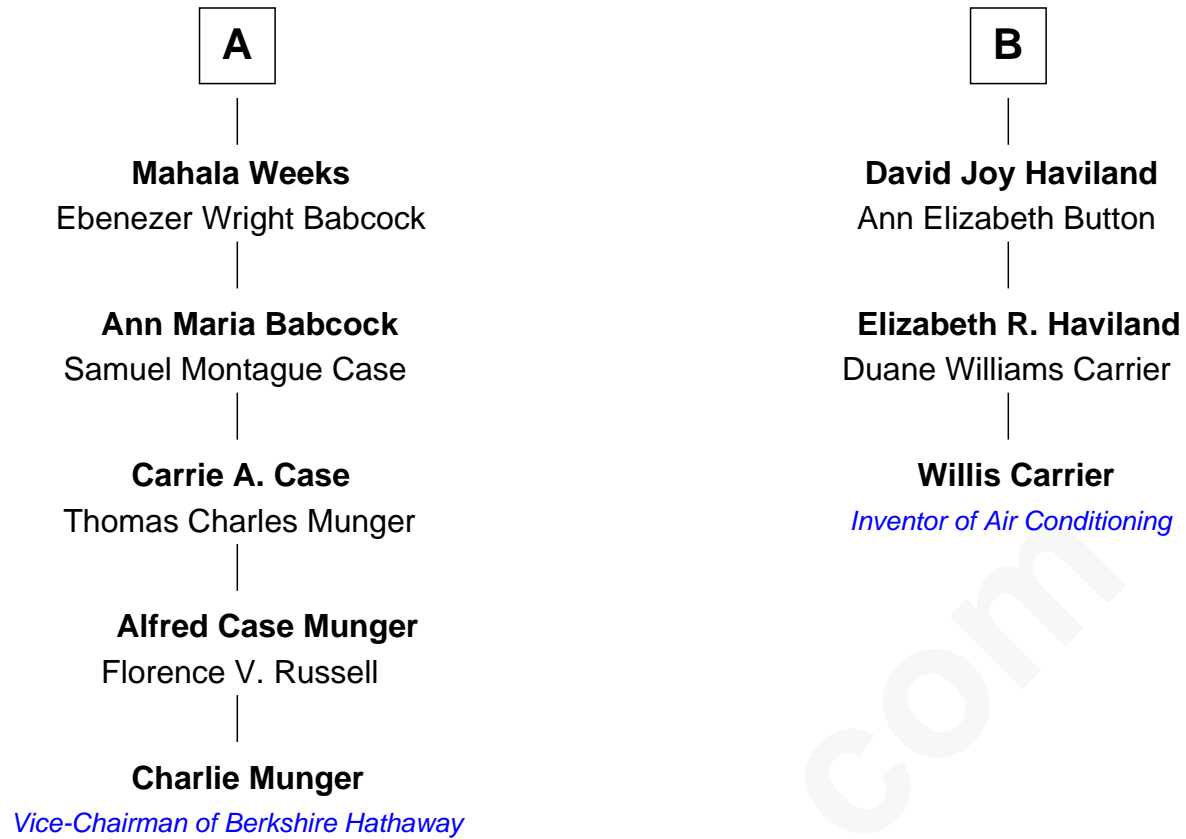 A
Mahala Weeks
Ebenezer Wright Babcock
Ann Maria Babcock
Samuel Montague Case
Carrie A. Case
Thomas Charles Munger
Alfred Case Munger
Florence V. Russell
Charlie Munger
Vice-Chairman of Berkshire Hathaway
B
David Joy Haviland
Ann Elizabeth Button
Elizabeth R. Haviland
Duane Williams Carrier
Willis Carrier
Inventor of Air Conditioning
com